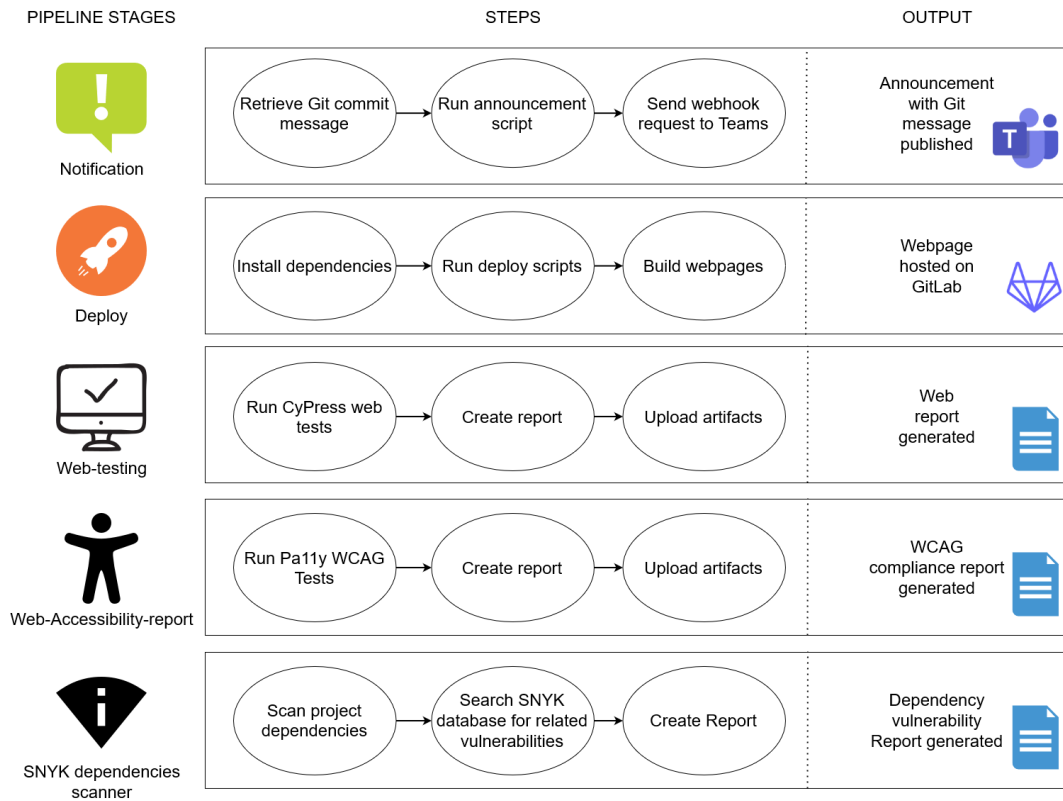 PIPELINE STAGES
STEPS
OUTPUT
Notification
Retrieve Git commit
message
Run announcement
script
Send webhook
request to Teams
Announcement
with Git
message
published
T
Deploy
Install dependencies
Run deploy scripts
Build webpages
Webpage
hosted on
GitLab
Web-testing
Run CyPress web
tests
Create report
Upload artifacts
Web
report
generated
Web-Accessibility-report
Run Pa11y WCAG
Tests
Create report
Upload artifacts
WCAG
compliance report
generated
SNYK dependencies
scanner
Scan project
dependencies
Search SNYK
database for related
vulnerabilities
Create Report
Dependency
vulnerability
Report generated